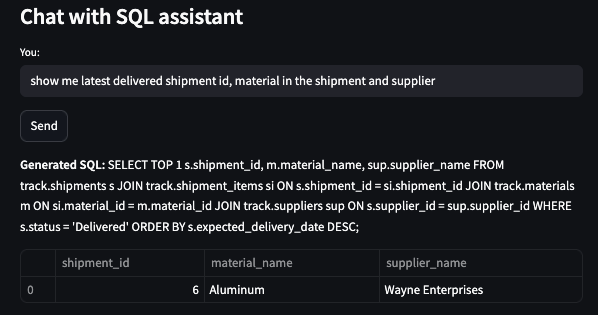 Chat with SQL assistant
You:
show me latest delivered shipment id, material in the shipment and supplier
Send
Generated SQL: SELECT TOP 1 s.shipment_id, m.material_name, sup.supplier_name FROM
track.shipments s JOIN track.shipment_items si ON s.shipment_id = si.shipment_id JOIN track.materials
m ON si.material_id = m.material_id JOIN track.suppliers sup ON s.supplier_id = sup.supplier_id WHERE
s.status = 'Delivered' ORDER BY s.expected_delivery_date DESC;
shipment_id material_name supplier_name
0 6 Aluminum Wayne Enterprises